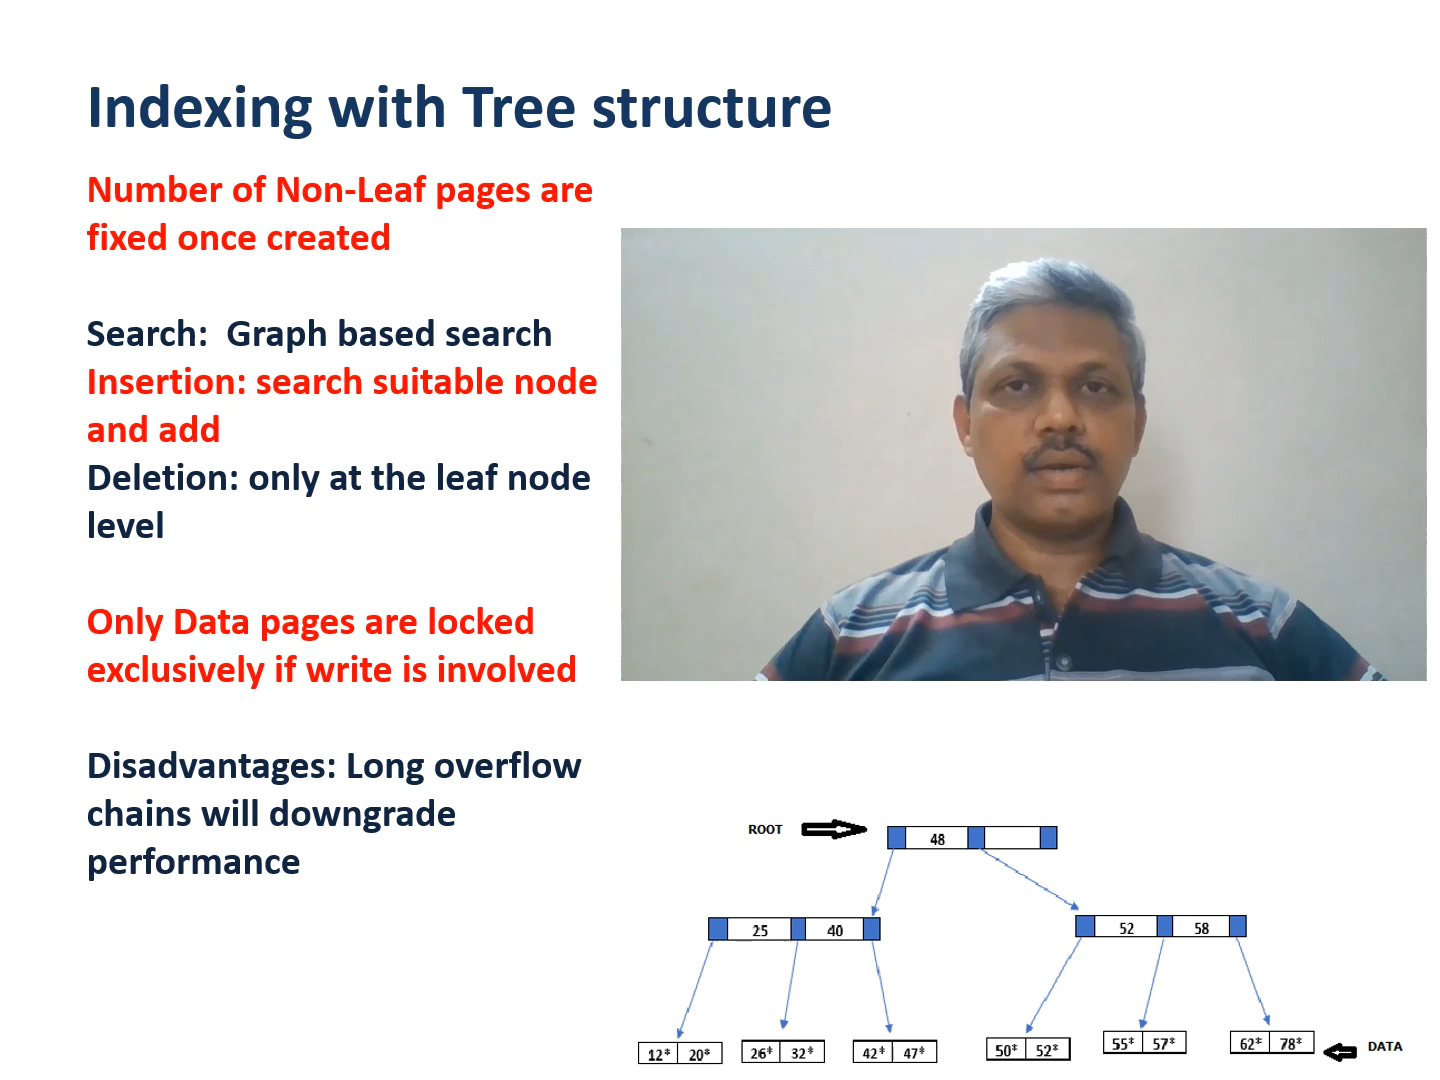 Indexing with Tree structure
Number of Non-Leaf pages are
fixed once created
Search:  Graph based search
Insertion: search suitable node
and add
Deletion: only at the leaf node
level
Only Data pages are locked
exclusively if write is involved
Disadvantages: Long overflow
chains will downgrade
performance
ROOT
48
25 40
52 58
12* 20*
26* 32*
42* 47*
50* 52*
55* 57*
62* 78*
DATA